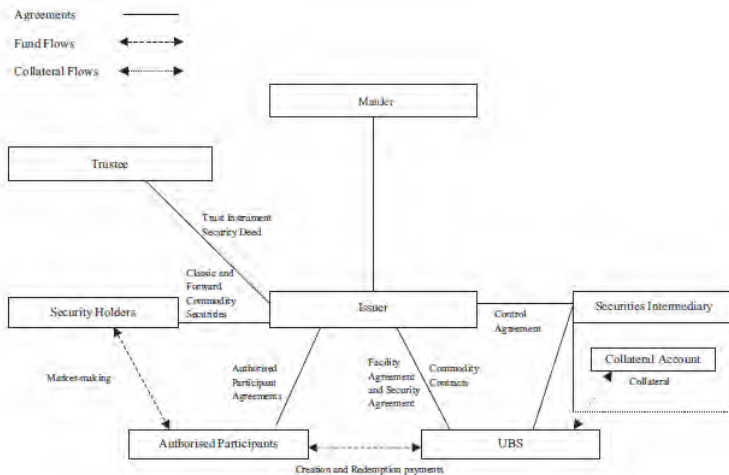 Agreements
Fund Flows
Collateral Flows
Trustee
Trust Instrument
Security Deed
Classic and
Forward
Commodity
Securities
Issuer
Securities Intermediary
Security Holders
Control
Agreement
Collateral Account
Collateral
Market-making
Authorised
Participant
Agreements
Facility
Agreement
and Security
Agreement
Commodity
Contracts
Authorised Participants
UBS
Creation and Redemption payments